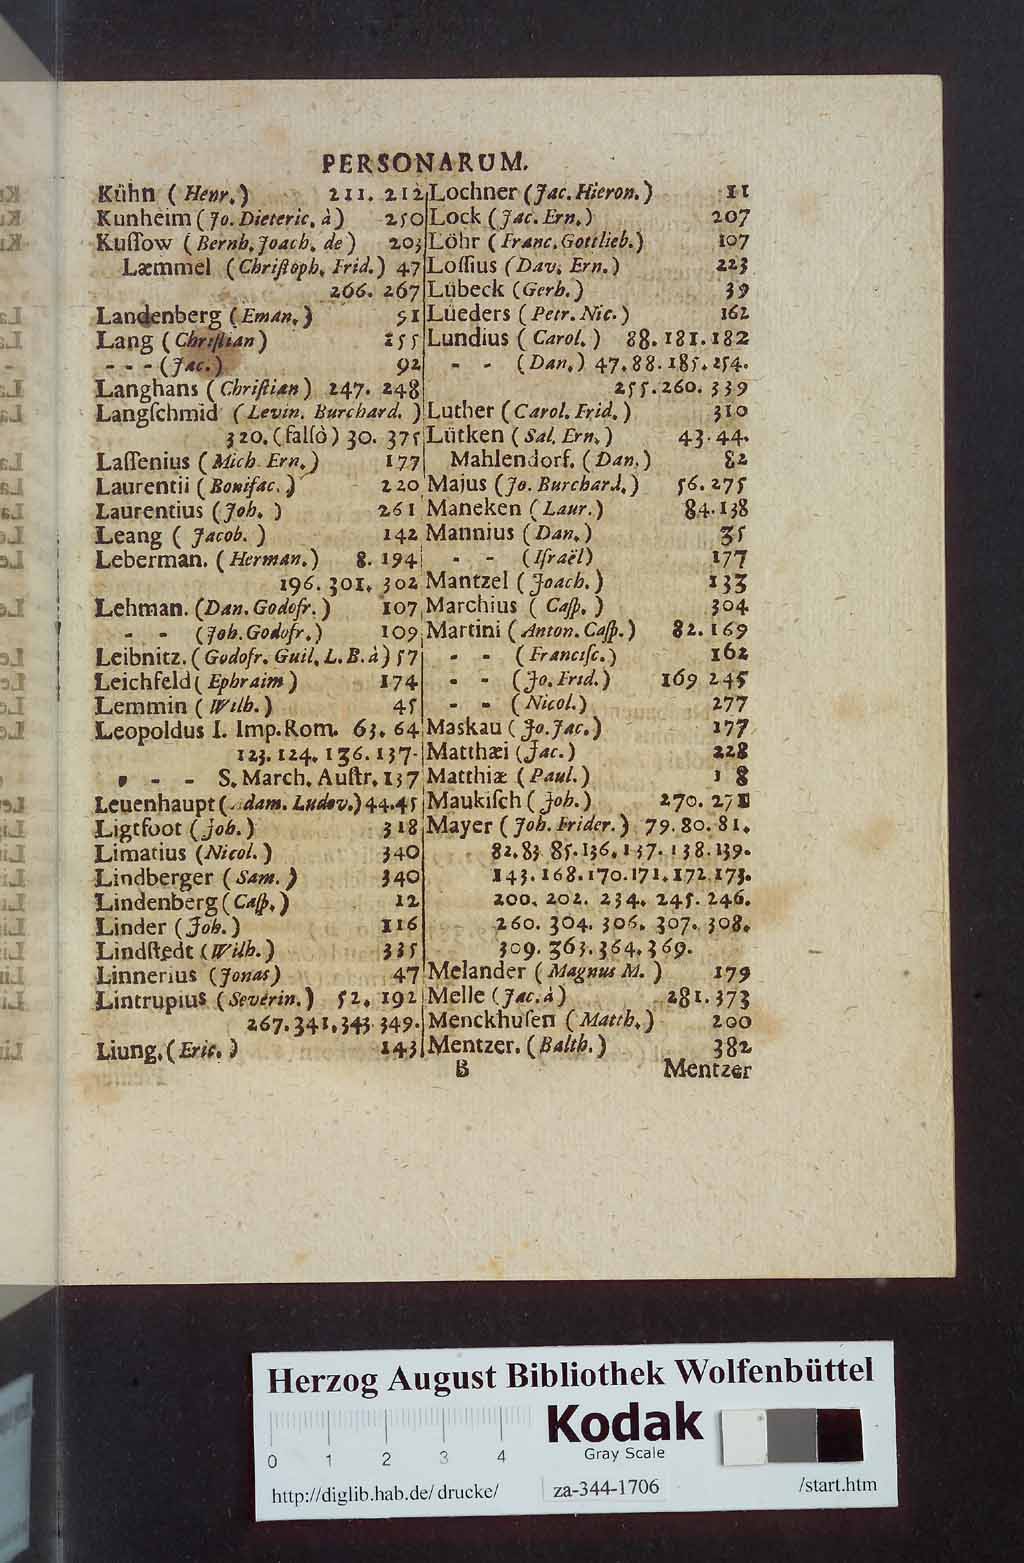 PERSONARUM.
Kühn (Henr.) 211. 212
Kunheim (Jo. Dieteric. à) 250
Kuſſow (Bernh. Joach. de) 203
Læmmel (Chriſtoph. Frid.) 47
266. 267
Landenberg (Eman.) 51
Lang (Chriſtian) 255
- - - (Jac.) 92
Langhans (Chriſtian) 247. 248
Langſchmid (Levin. Burchard.)
320. (falſò) 30. 375
Laſſenius (Mich. Ern.) 177
Laurentii (Bonifac.) 220
Laurentius (Joh.) 261
Leang (Jacob.) 142
Leberman. (Herman.) 8. 194
196. 301. 302
Lehman. (Dan. Godofr.) 107
- - (Joh. Godofr.) 109
Leibnitz. (Godofr. Guil. L. B. à) 57
Leichfeld (Ephraim) 174
Lemmin (Wilh.) 45
Leopoldus I. Imp. Rom. 63. 64
123. 124. 136. 137.
- - S. March. Auſtr. 137
Leuenhaupt (dam. Ludov.) 44.45
Ligtfoot (Joh.) 318
Limatius (Nicol.) 340
Lindberger (Sam.) 340
Lindenberg (Caſp.) 12
Linder (Joh.) 116
Lindſtedt (Wilh.) 335
Linnerius (Jonas) 47
Lintrupius (Severin.) 52. 192
267. 341. 343 349.
Liung. (Eric.) 143
Lochner (Jac. Hieron.) 11
Lock (Jac. Ern.) 207
Löhr (Franc. Gottlieb.) 107
Loſſius (Dav. Ern.) 223
Lübeck (Gerh.) 39
Lüeders (Petr. Nic.) 162
Lundius (Carol.) 88. 181. 182
- - (Dan.) 47. 88. 185. 254.
255. 260. 339
Luther (Carol. Frid.) 310
Lütken (Sal. Ern.) 43. 44.
Mahlendorf. (Dan.) 82
Majus (Jo. Burchard.) 56. 275
Maneken (Laur.) 84. 138
Mannius (Dan.) 35
- - (Iſraël) 177
Mantzel (Joach.) 133
Marchius (Caſp.) 304
Martini (Anton. Caſp.) 82. 169
- - (Franciſc.) 162
- - (Jo. Frid.) 169 245
- - (Nicol.) 277
Maskau (Jo. Jac.) 177
Matthæi (Jac.) 228
Matthiæ (Paul.) 1 8
Maukiſch (Joh.) 270. 271
Mayer (Joh. Frider.) 79. 80. 81.
82. 83 85. 136. 137. 138. 139.
143. 168. 170. 171. 172. 173.
200. 202. 234. 245. 246.
260. 304. 306. 307. 308.
309. 363. 364. 369.
Melander (Magnus M.) 179
Melle (Jac. à) 281. 373
Menckhuſen (Matth.) 200
Mentzer. (Balth.) 382
B Mentzer
Herzog August Bibliothek Wolfenbüttel
0 1 2 3 4
Kodak
Gray Scale
http://diglib.hab.de/drucke/ za-344-1706 /start.htm